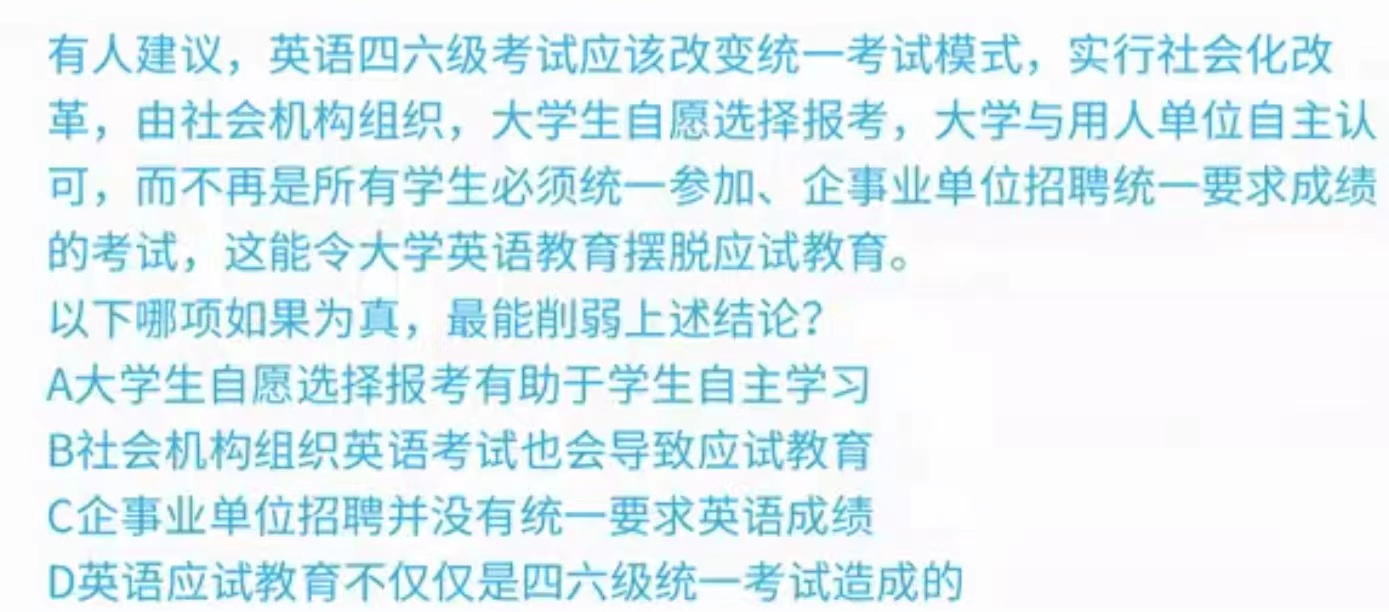 有人建议，英语四六级考试应该改变统一考试模式，实行社会化改
革，由社会机构组织，大学生自愿选择报考，大学与用人单位自主认
可，而不再是所有学生必须统一参加、企事业单位招聘统一要求成绩
的考试，这能令大学英语教育摆脱应试教育。
以下哪项如果为真，最能削弱上述结论？
A大学生自愿选择报考有助于学生自主学习
B社会机构组织英语考试也会导致应试教育
C企事业单位招聘并没有统一要求英语成绩
D英语应试教育不仅仅是四六级统一考试造成的